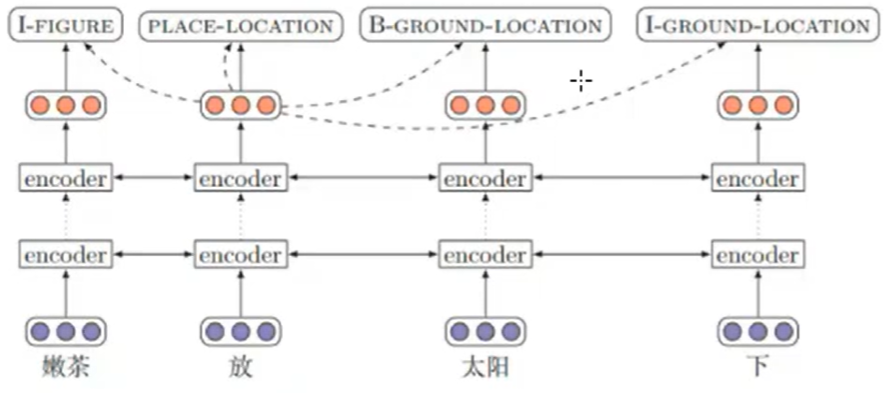 I-FIGURE PLACE-LOCATION B-GROUND-LOCATION I-GROUND-LOCATION
encoder encoder encoder encoder
encoder encoder encoder encoder
嫩茶 放 太阳 下